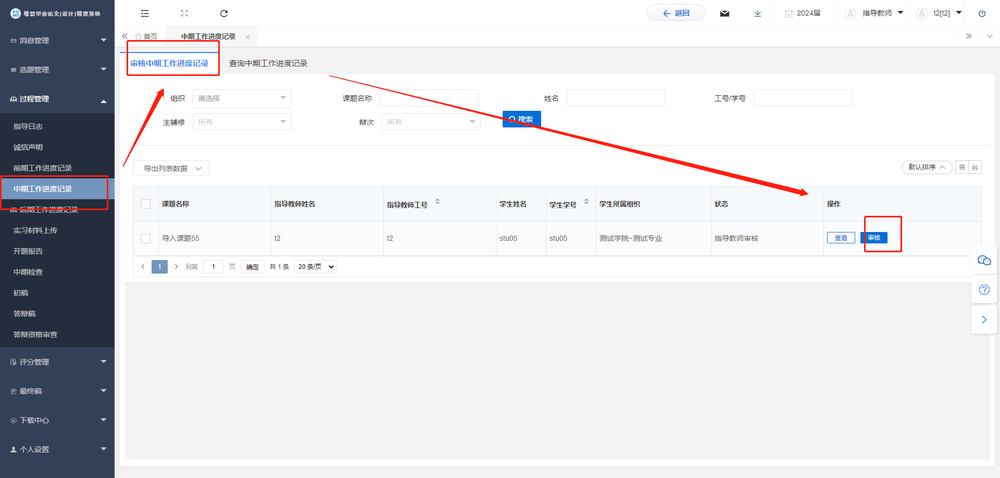 VG
MS
维普毕业论文(设计)管理系统
返回
2024届
指导教师
t2[t2]
首页
中期工作进度记录
消息管理
选题管理
过程管理
指导日志
诚信声明
前期工作进度记录
中期工作进度记录
后期工作进度记录
实习材料上传
开题报告
中期检查
初稿
答辩稿
答辩资格审查
评分管理
最终稿
下载中心
个人设置
审核中期工作进度记录
查询中期工作进度记录
组织 请选择 课题名称 姓名 工号/学号
主辅修 所有 辩次 所有 搜索
导出列表数据
默认排序
课题名称 指导教师姓名 指导教师工号 学生姓名 学生学号 学生所属组织 状态 操作
导入课题55 t2 t2 stu05 stu05 测试学院~测试专业 指导教师审核 查看 审核
1 到第 1 页 确定 共 1 条 20 条/页